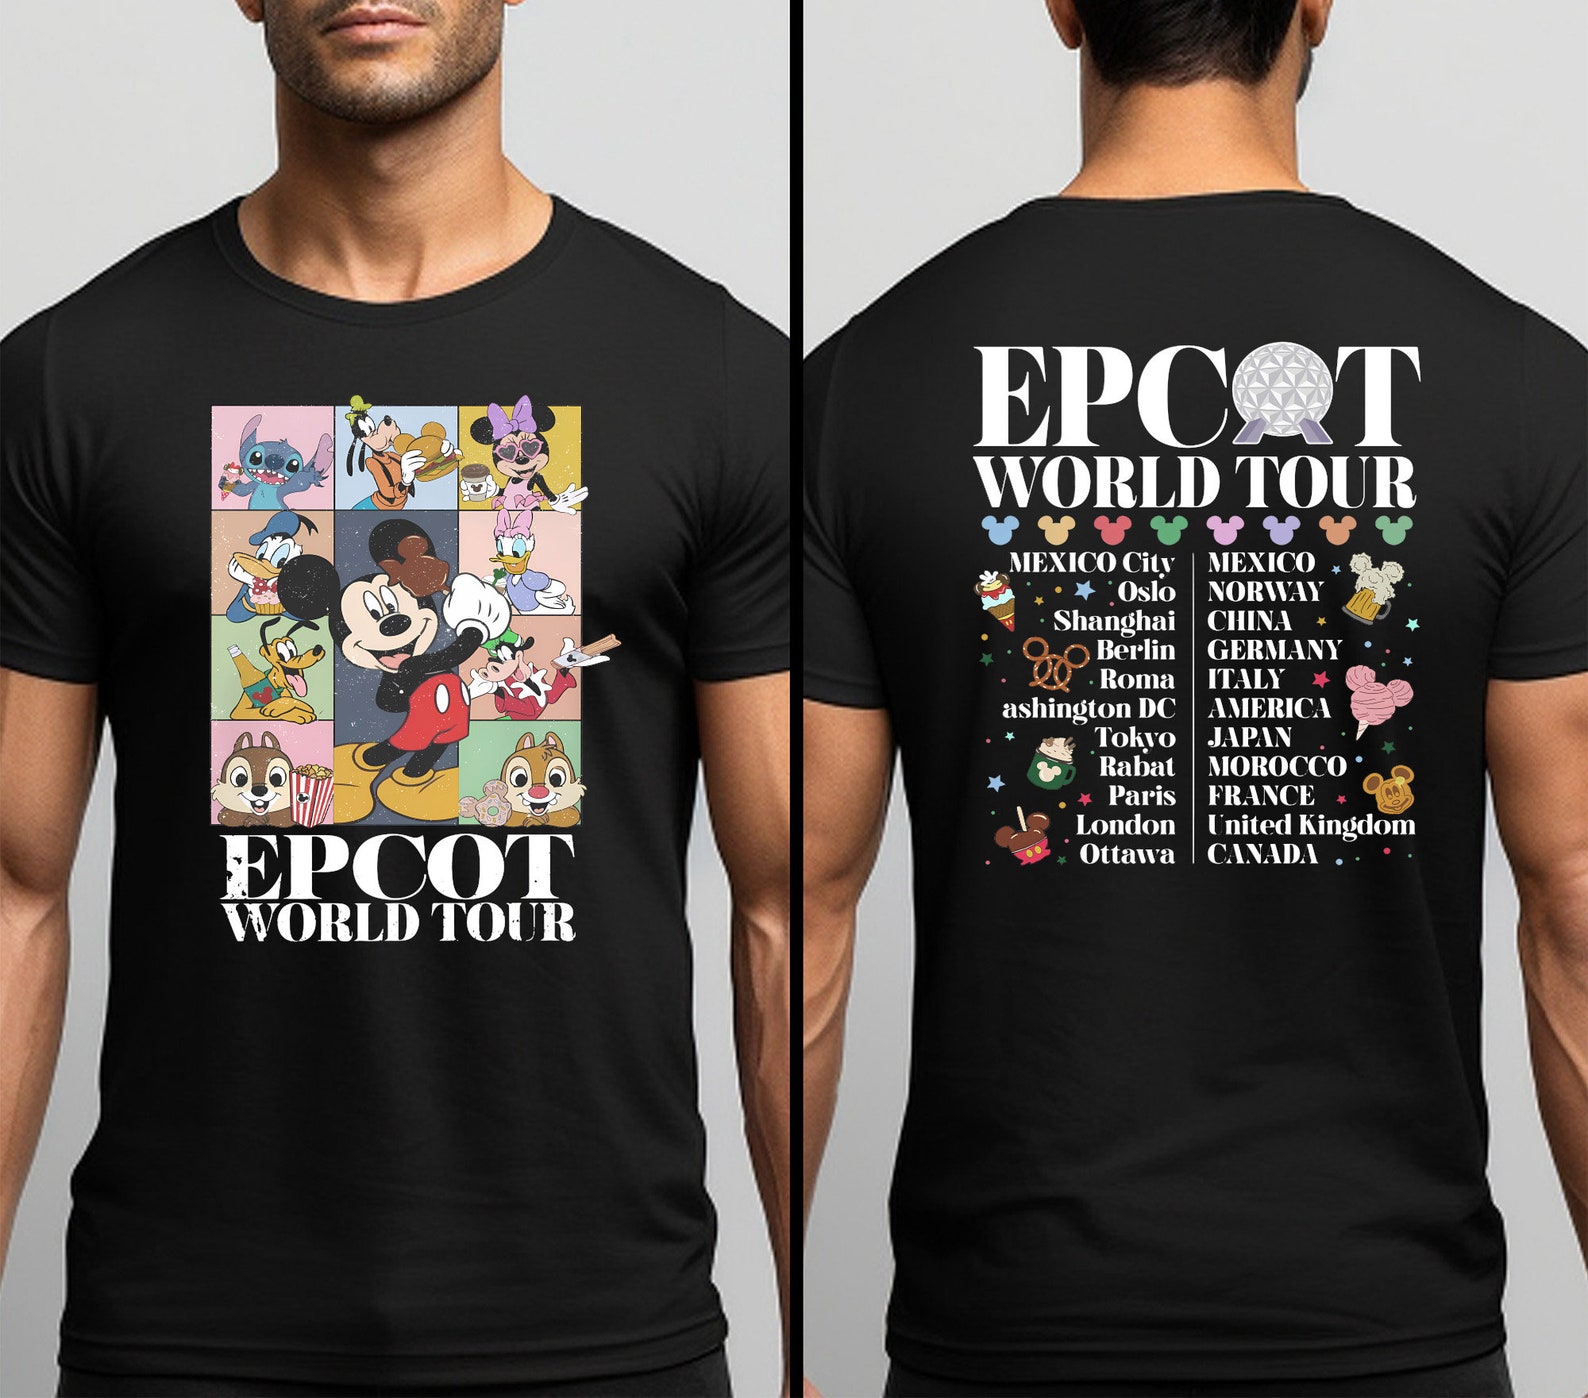 EPCOT
WORLD TOUR
EPCOT
WORLD TOUR
MEXICO City MEXICO
Oslo NORWAY
Shanghai CHINA
Berlin GERMANY
Roma ITALY
ashington DC AMERICA
Tokyo JAPAN
Rabat MOROCCO
Paris FRANCE
London United Kingdom
Ottawa CANADA